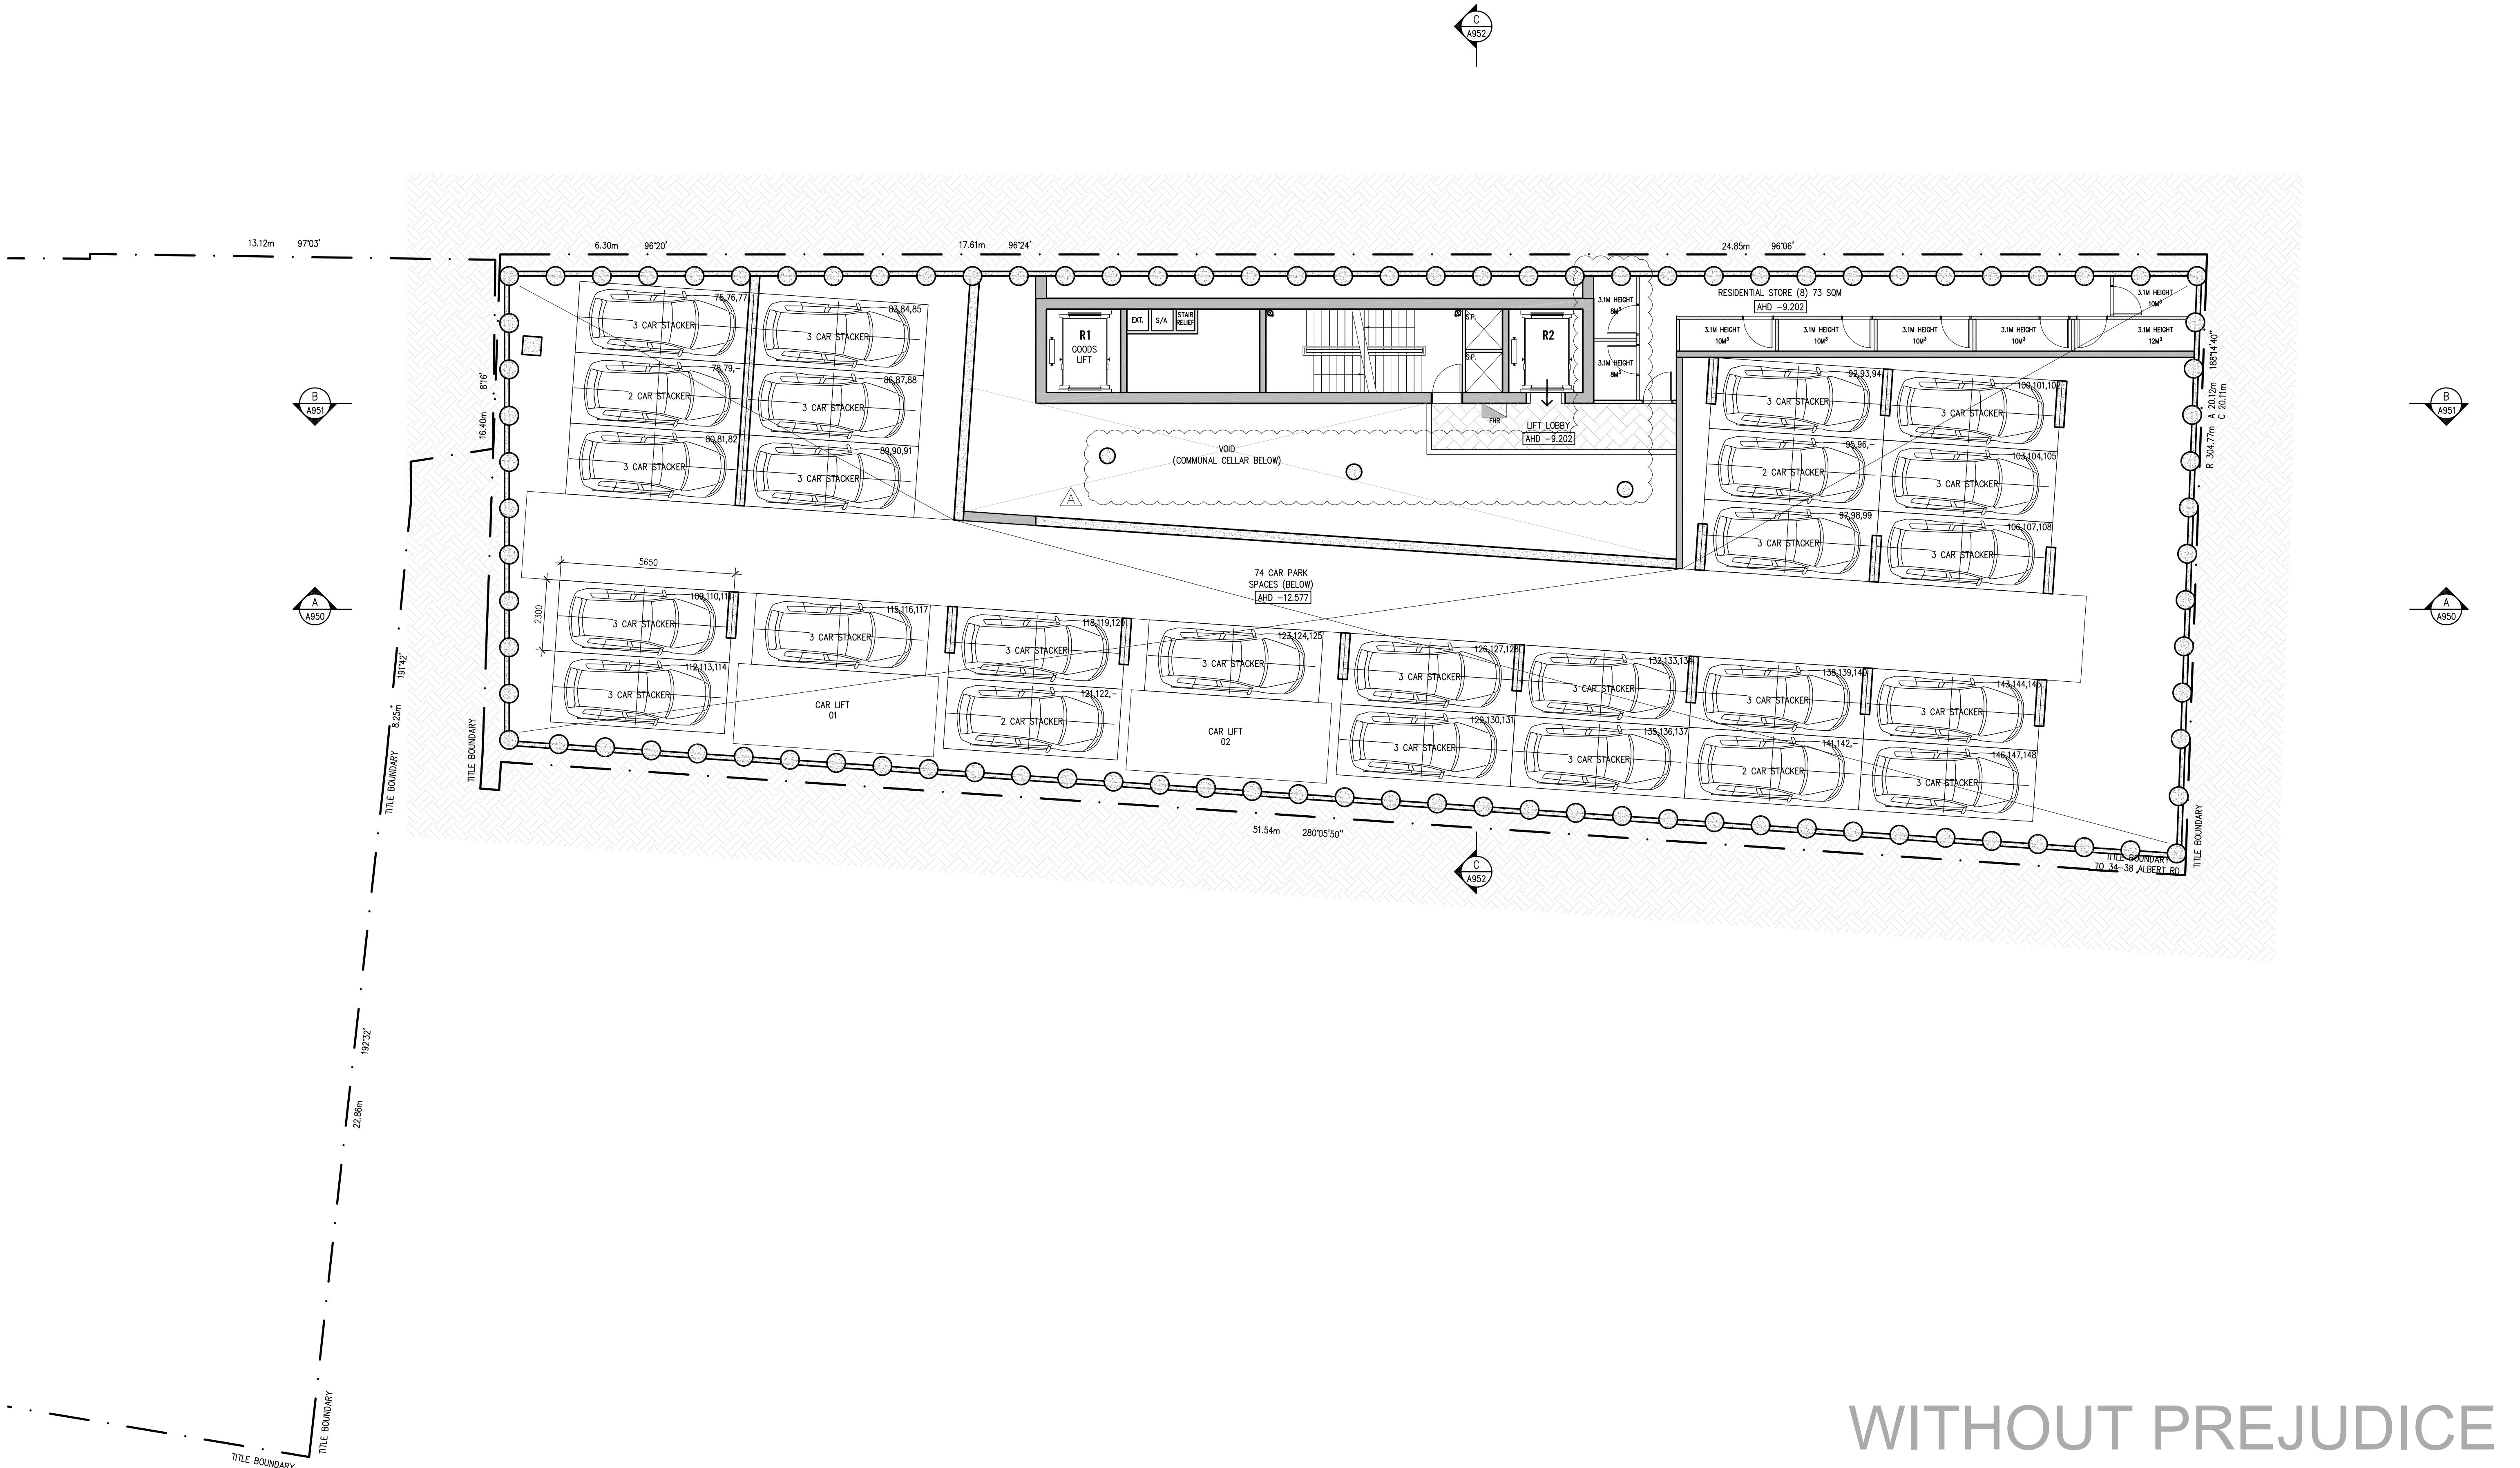 C
A952
13.12m 97°03'
6.30m 96°20'
17.61m 96°24'
24.85m 96°06'
75,76,77
3 CAR STACKER
83,84,85
3 CAR STACKER
78,79,-
2 CAR STACKER
86,87,88
3 CAR STACKER
80,81,82
3 CAR STACKER
89,90,91
3 CAR STACKER
R1
GOODS
LIFT
EXT.
S/A
STAIR
RELIEF
S.P.
S.P.
R2
3.1M HEIGHT
8M³
3.1M HEIGHT
8M³
RESIDENTIAL STORE (8) 73 SQM
AHD -9.202
3.1M HEIGHT
10M³
3.1M HEIGHT
10M³
3.1M HEIGHT
10M³
3.1M HEIGHT
10M³
3.1M HEIGHT
10M³
3.1M HEIGHT
12M³
FHR
LIFT LOBBY
AHD -9.202
VOID
(COMMUNAL CELLAR BELOW)
A
92,93,94
3 CAR STACKER
100,101,102
3 CAR STACKER
95,96,-
2 CAR STACKER
103,104,105
3 CAR STACKER
97,98,99
3 CAR STACKER
106,107,108
3 CAR STACKER
B
A951
B
A951
16.40m 8°16'
R 304.77m A 20.12m 188°14'40"
C 20.11m
74 CAR PARK
SPACES (BELOW)
AHD -12.577
A
A950
A
A950
5650
2300
109,110,111
3 CAR STACKER
115,116,117
3 CAR STACKER
118,119,120
3 CAR STACKER
123,124,125
3 CAR STACKER
126,127,128
3 CAR STACKER
132,133,134
3 CAR STACKER
138,139,140
3 CAR STACKER
143,144,145
3 CAR STACKER
112,113,114
3 CAR STACKER
CAR LIFT
01
121,122,-
2 CAR STACKER
CAR LIFT
02
129,130,131
3 CAR STACKER
135,136,137
3 CAR STACKER
141,142,-
2 CAR STACKER
146,147,148
3 CAR STACKER
TITLE BOUNDARY
TITLE BOUNDARY
8.25m 191°42'
51.54m 280°05'50"
C
A952
TITLE BOUNDARY
TO 34-38 ALBERT RD
TITLE BOUNDARY
22.86m 192°32'
TITLE BOUNDARY
TITLE BOUNDARY
WITHOUT PREJUDICE